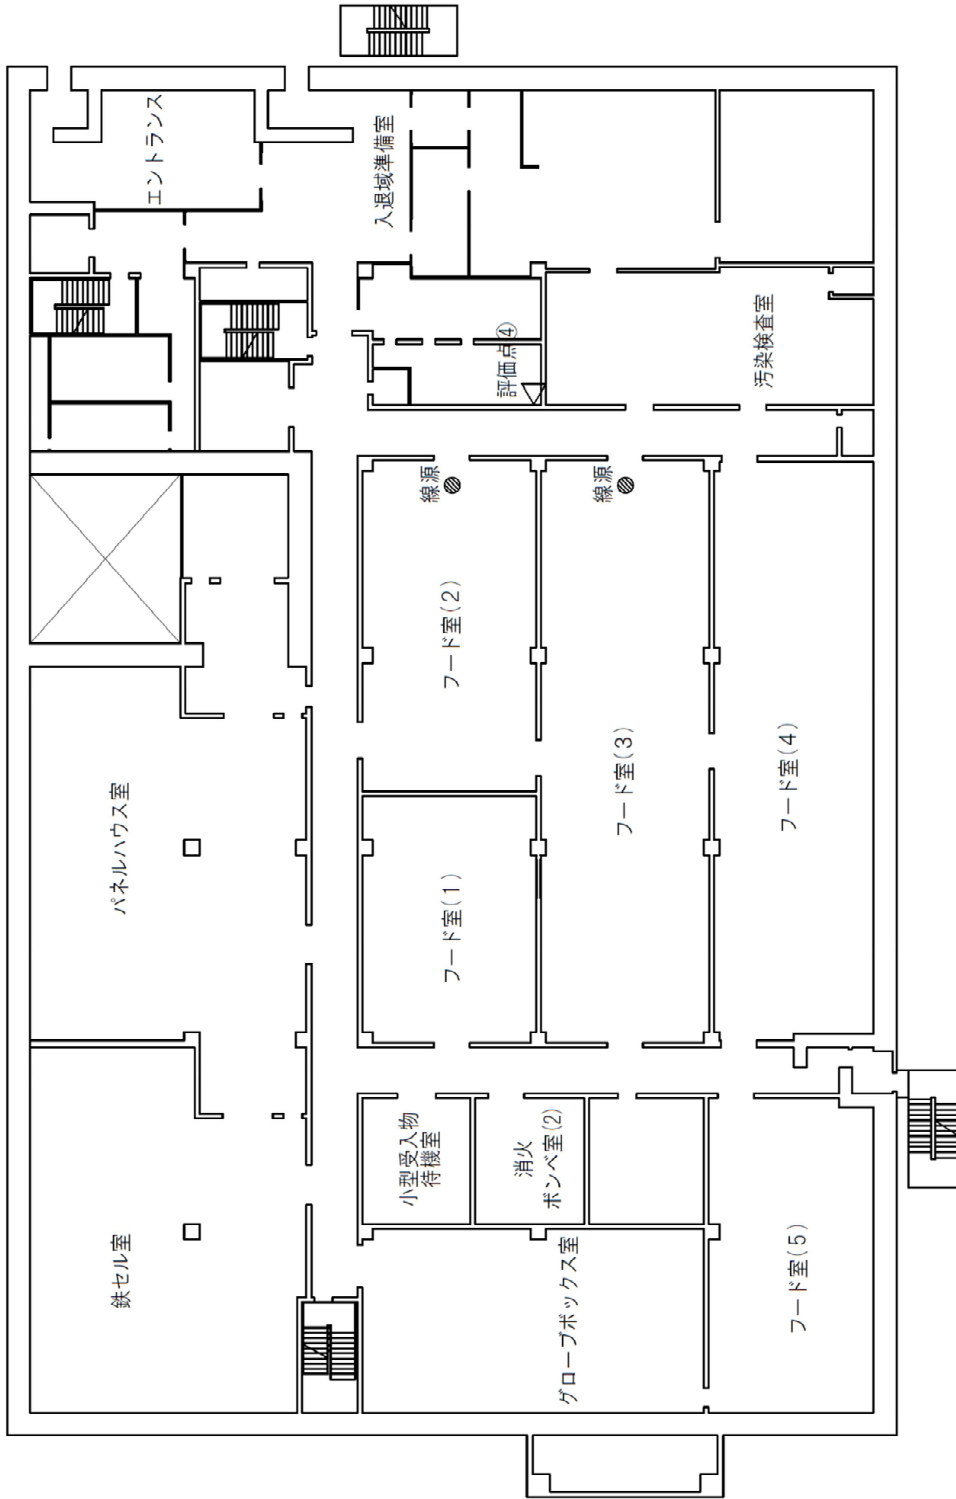 エントランス
入退域準備室
評価点④
汚染検査室
線源
線源
フード室(2)
フード室(3)
フード室(4)
パネルハウス室
フード室(1)
小型受入物
待機室
消火
ボンベ室(2)
鉄セル室
グローブボックス室
フード室(5)